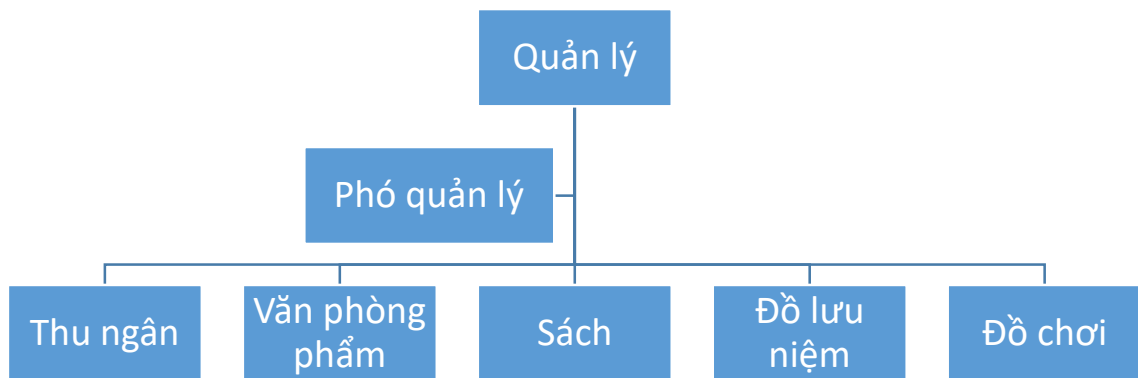 Quản lý
Phó quản lý
Thu ngân
Văn phòng
phẩm
Sách
Đồ lưu
niệm
Đồ chơi